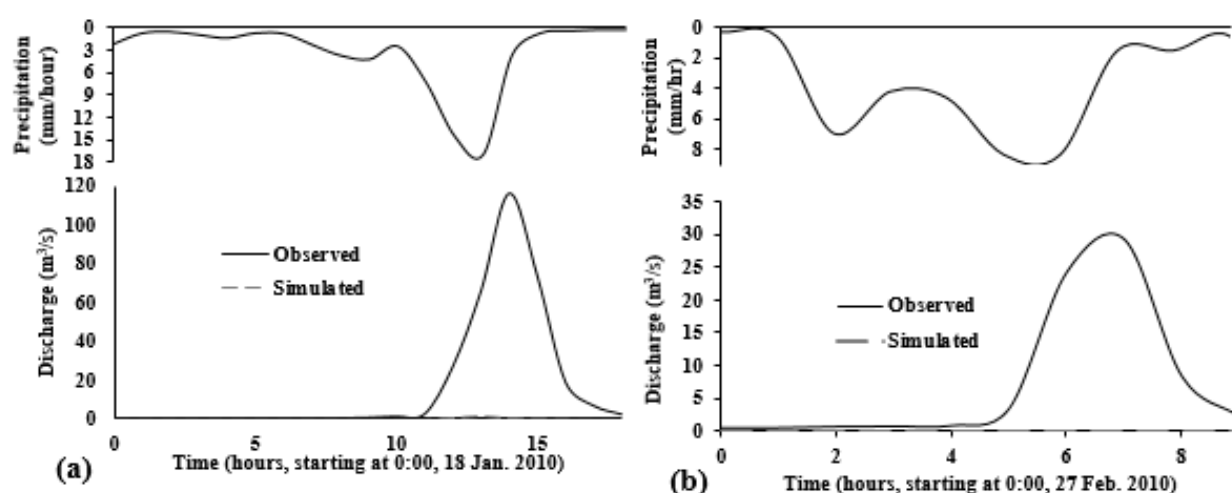 Precipitation
(mm/hour)
0
3
6
9
12
15
18
Discharge (m³/s)
120
100
80
60
40
20
0
Observed
Simulated
0
5
10
15
(a)
Time (hours, starting at 0:00, 18 Jan. 2010)
Precipitation
(mm/hr)
0
2
4
6
8
Discharge (m³/s)
35
30
25
20
15
10
5
0
Observed
Simulated
0
2
4
6
8
(b)
Time (hours, starting at 0:00, 27 Feb. 2010)